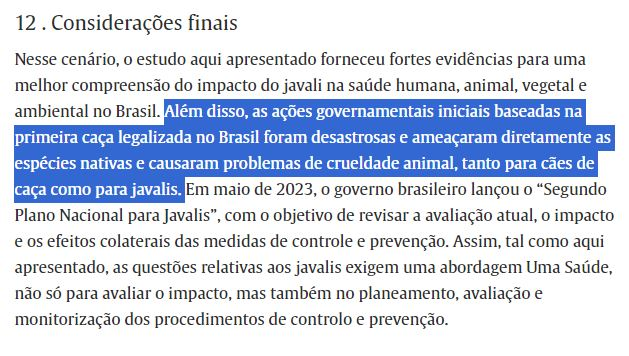 12 . Considerações finais
Nesse cenário, o estudo aqui apresentado forneceu fortes evidências para uma
melhor compreensão do impacto do javali na saúde humana, animal, vegetal e
ambiental no Brasil. Além disso, as ações governamentais iniciais baseadas na
primeira caça legalizada no Brasil foram desastrosas e ameaçaram diretamente as
espécies nativas e causaram problemas de crueldade animal, tanto para cães de
caça como para javalis. Em maio de 2023, o governo brasileiro lançou o “Segundo
Plano Nacional para Javalis”, com o objetivo de revisar a avaliação atual, o impacto
e os efeitos colaterais das medidas de controle e prevenção. Assim, tal como aqui
apresentado, as questões relativas aos javalis exigem uma abordagem Uma Saúde,
não só para avaliar o impacto, mas também no planeamento, avaliação e
monitorização dos procedimentos de controlo e prevenção.